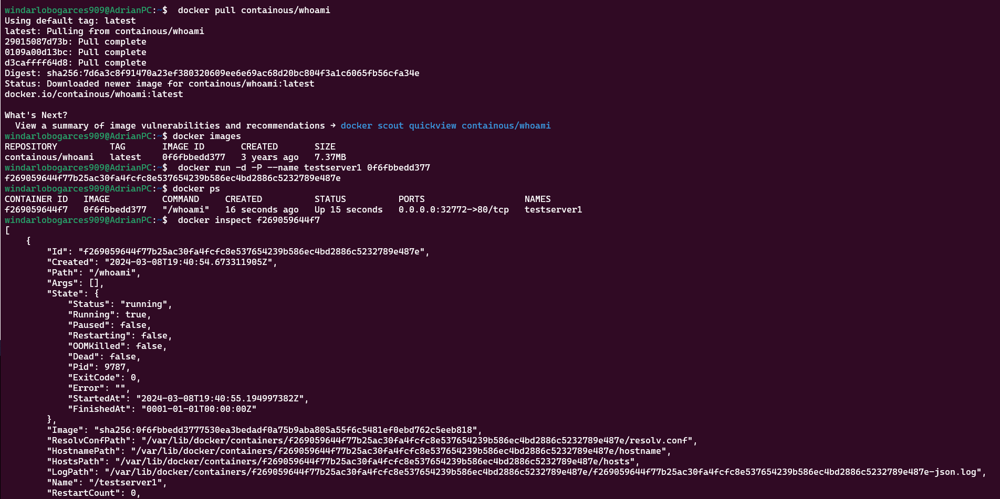 windarlobogarces909@AdrianPC:~$  docker pull containous/whoami
Using default tag: latest
latest: Pulling from containous/whoami
29015087d73b: Pull complete
0109a00d13bc: Pull complete
d3caffff64d8: Pull complete
Digest: sha256:7d6a3c8f91470a23ef380320609ee6e69ac68d20bc804f3a1c6065fb56cfa34e
Status: Downloaded newer image for containous/whoami:latest
docker.io/containous/whoami:latest

What's Next?
  View a summary of image vulnerabilities and recommendations → docker scout quickview containous/whoami
windarlobogarces909@AdrianPC:~$ docker images
REPOSITORY          TAG       IMAGE ID       CREATED       SIZE
containous/whoami   latest    0f6fbbedd377   3 years ago   7.37MB
windarlobogarces909@AdrianPC:~$  docker run -d -P --name testserver1 0f6fbbedd377
f269059644f77b25ac30fa4fcfc8e537654239b586ec4bd2886c5232789e487e
windarlobogarces909@AdrianPC:~$ docker ps
CONTAINER ID   IMAGE          COMMAND     CREATED          STATUS          PORTS                   NAMES
f269059644f7   0f6fbbedd377   "/whoami"   16 seconds ago   Up 15 seconds   0.0.0.0:32772->80/tcp   testserver1
windarlobogarces909@AdrianPC:~$  docker inspect f269059644f7
[
    {
        "Id": "f269059644f77b25ac30fa4fcfc8e537654239b586ec4bd2886c5232789e487e",
        "Created": "2024-03-08T19:40:54.673311905Z",
        "Path": "/whoami",
        "Args": [],
        "State": {
            "Status": "running",
            "Running": true,
            "Paused": false,
            "Restarting": false,
            "OOMKilled": false,
            "Dead": false,
            "Pid": 9787,
            "ExitCode": 0,
            "Error": "",
            "StartedAt": "2024-03-08T19:40:55.194997382Z",
            "FinishedAt": "0001-01-01T00:00:00Z"
        },
        "Image": "sha256:0f6fbbedd3777530ea3bedadf0a75b9aba805a55f6c5481ef0ebd762c5eeb818",
        "ResolvConfPath": "/var/lib/docker/containers/f269059644f77b25ac30fa4fcfc8e537654239b586ec4bd2886c5232789e487e/resolv.conf",
        "HostnamePath": "/var/lib/docker/containers/f269059644f77b25ac30fa4fcfc8e537654239b586ec4bd2886c5232789e487e/hostname",
        "HostsPath": "/var/lib/docker/containers/f269059644f77b25ac30fa4fcfc8e537654239b586ec4bd2886c5232789e487e/hosts",
        "LogPath": "/var/lib/docker/containers/f269059644f77b25ac30fa4fcfc8e537654239b586ec4bd2886c5232789e487e/f269059644f77b25ac30fa4fcfc8e537654239b586ec4bd2886c5232789e487e-json.log",
        "Name": "/testserver1",
        "RestartCount": 0,